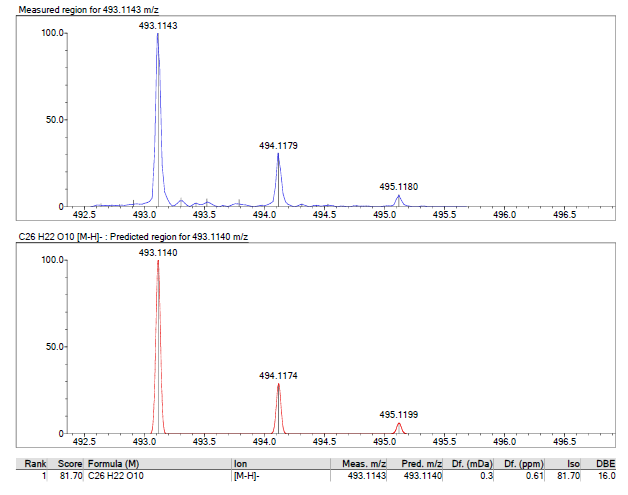 Measured region for 493.1143 m/z
493.1143
100.0
50.0
494.1179
495.1180
0
492.5 493.0 493.5 494.0 494.5 495.0 495.5 496.0 496.5
C26 H22 O10 [M-H]- : Predicted region for 493.1140 m/z
493.1140
100.0
50.0
494.1174
495.1199
0
492.5 493.0 493.5 494.0 494.5 495.0 495.5 496.0 496.5
Rank Score Formula (M) Ion Meas. m/z Pred. m/z Df. (mDa) Df. (ppm) Iso DBE
1 81.70 C26 H22 O10 [M-H]- 493.1143 493.1140 0.3 0.61 81.70 16.0